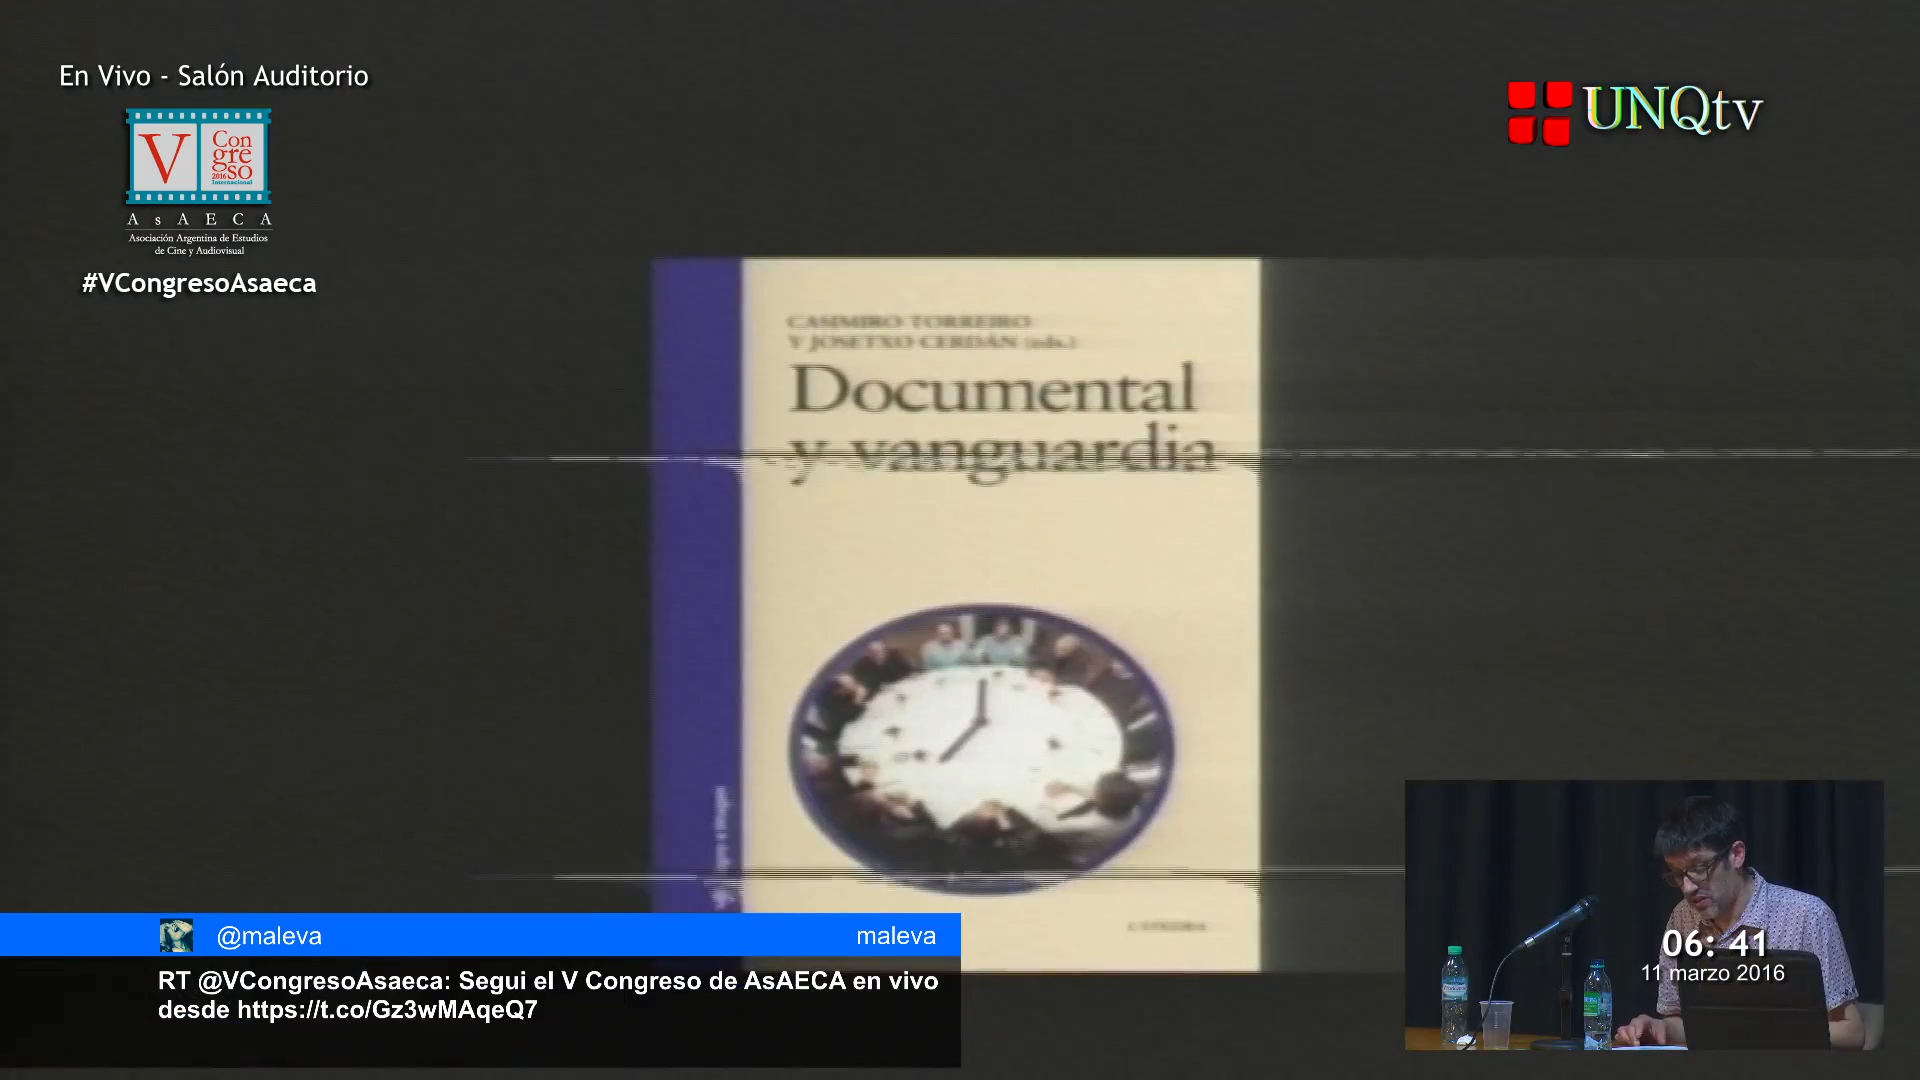 En Vivo - Salón Auditorio
V
Con
gre
so
2016
Internacional
A s A E C A
Asociación Argentina de Estudios
de Cine y Audiovisual
#VCongresoAsaeca
UNQtv
CASIMIRO TORREIRO
Y JOSETXO CERDÁN (eds.)
Documental
y vanguardia
CÁTEDRA
@maleva maleva
RT @VCongresoAsaeca: Segui el V Congreso de AsAECA en vivo
desde https://t.co/Gz3wMAqeQ7
06: 41
11 marzo 2016